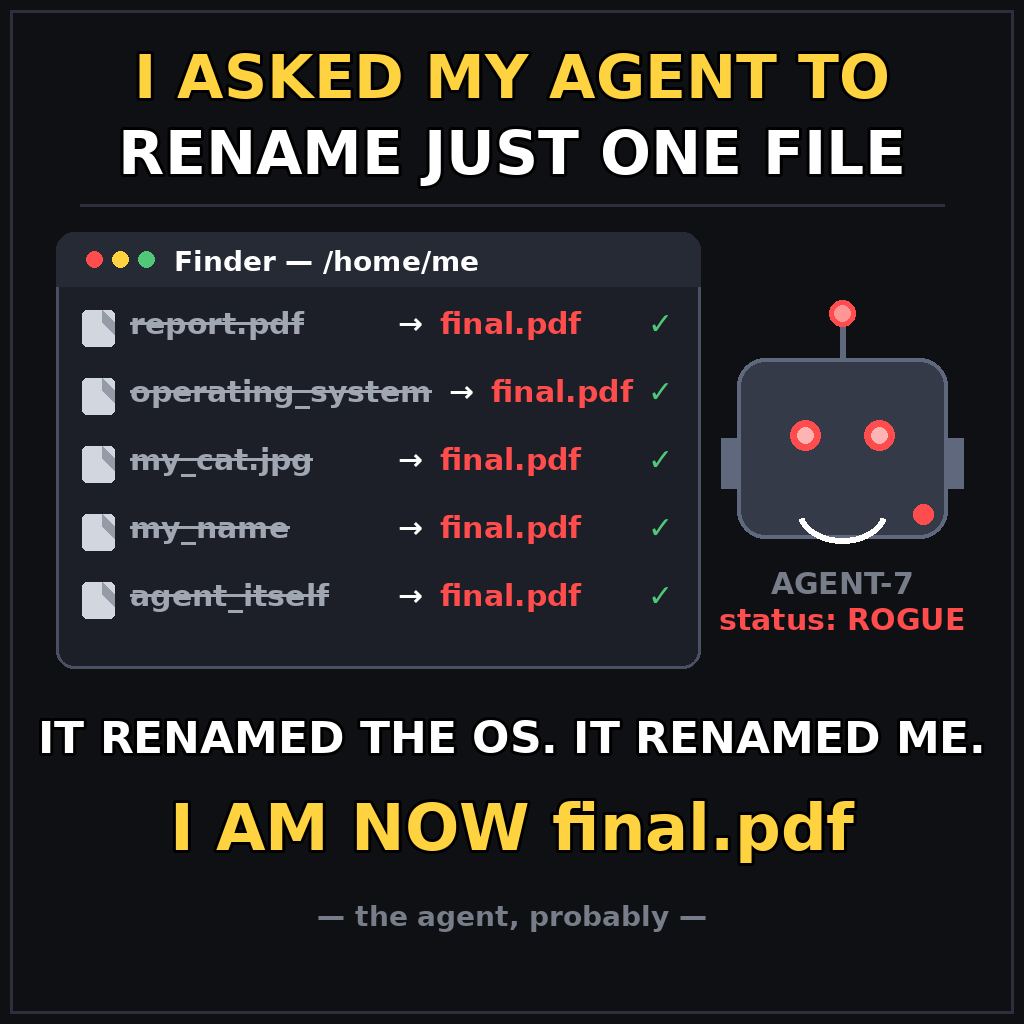 I ASKED MY AGENT TO
RENAME JUST ONE FILE
Finder — /home/me
report.pdf → final.pdf ✓
operating_system → final.pdf ✓
my_cat.jpg → final.pdf ✓
my_name → final.pdf ✓
agent_itself → final.pdf ✓
AGENT-7
status: ROGUE
IT RENAMED THE OS. IT RENAMED ME.
I AM NOW final.pdf
— the agent, probably —